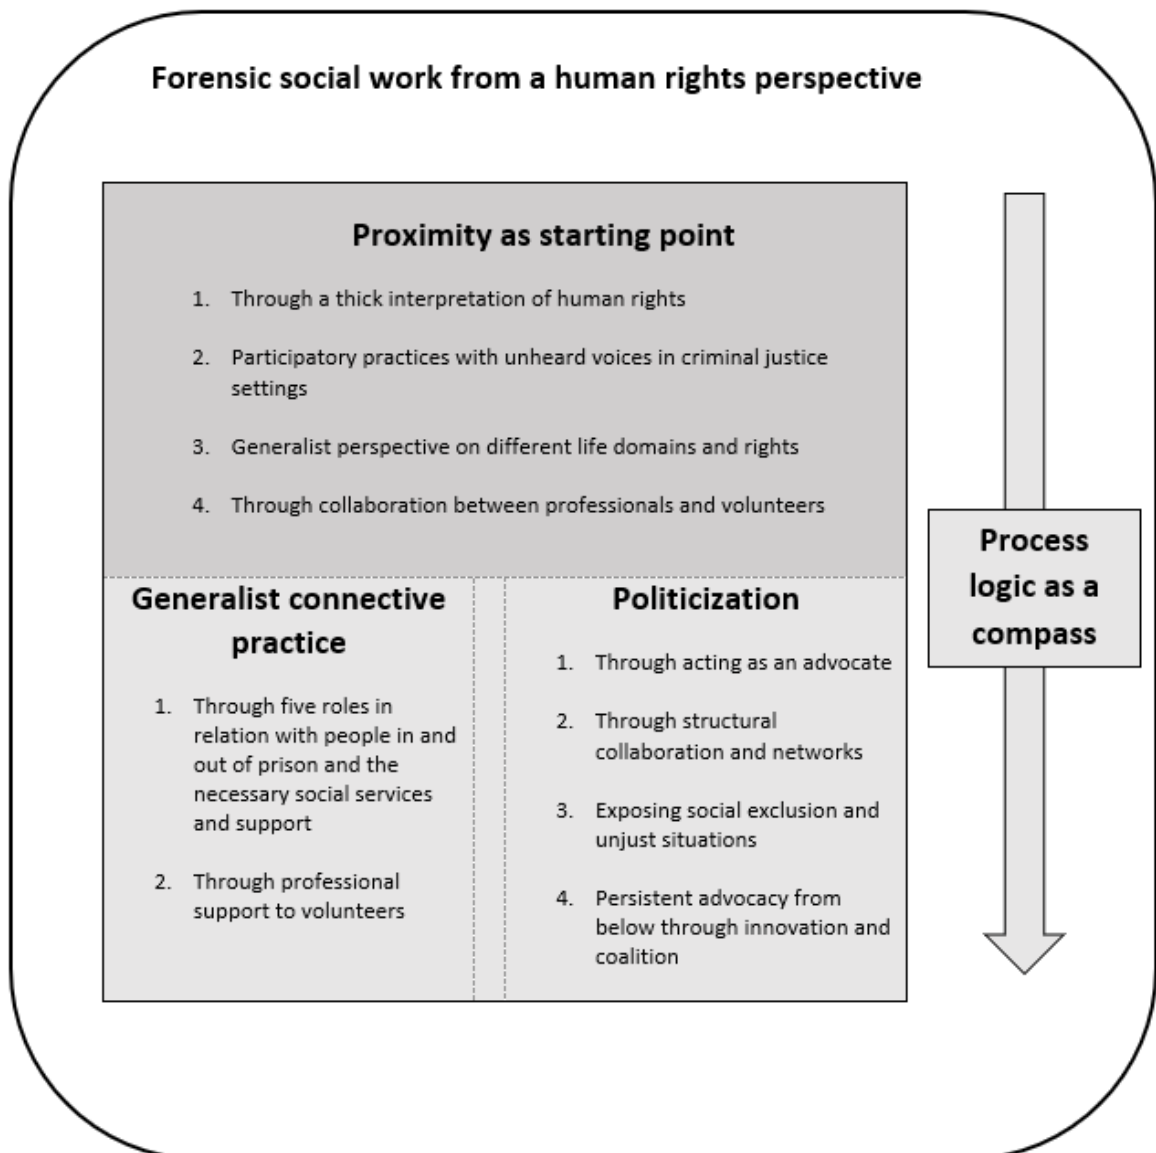 Forensic social work from a human rights perspective
Proximity as starting point
1. Through a thick interpretation of human rights
2. Participatory practices with unheard voices in criminal justice
settings
3. Generalist perspective on different life domains and rights
4. Through collaboration between professionals and volunteers
Generalist connective
practice
1. Through five roles in
relation with people in and
out of prison and the
necessary social services
and support
2. Through professional
support to volunteers
Politicization
1. Through acting as an advocate
2. Through structural
collaboration and networks
3. Exposing social exclusion and
unjust situations
4. Persistent advocacy from
below through innovation and
coalition
Process
logic as a
compass